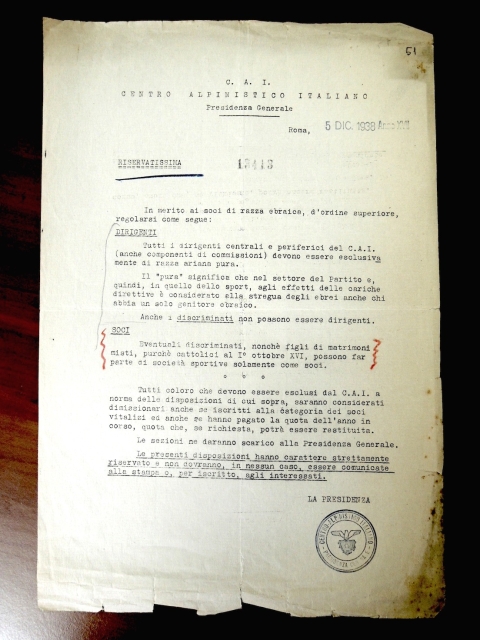 51
C. A. I.
CENTRO ALPINISTICO ITALIANO
Presidenza Generale
Roma, 5 DIC. 1938 Anno XVII
RISERVATISSIMA
13413
In merito ai soci di razza ebraica, d'ordine superiore,
regolarsi come segue:
DIRIGENTI
Tutti i dirigenti centrali e periferici del C.A.I.
(anche componenti di commissioni) devono essere esclusiva
mente di razza ariana pura.
Il "pura" significa che nel settore del Partito e,
quindi, in quello dello sport, agli effetti delle cariche
direttive è considerato alla stregua degli ebrei anche chi
abbia un solo genitore ebraico.
Anche i discriminati non possono essere dirigenti.
SOCI
Eventuali discriminati, nonchè figli di matrimoni
misti, purchè cattolici al I° ottobre XVI, possono far
parte di società sportive solamente come soci.
° ° °
Tutti coloro che devono essere esclusi dal C.A.I. a
norma delle disposizioni di cui sopra, saranno considerati
dimissionari anche se iscritti alla categoria dei soci
vitalizi ed anche se hanno pagato la quota dell'anno in
corso, quota che, se richiesta, potrà essere restituita.
Le sezioni ne daranno scarico alla Presidenza Generale.
Le presenti disposizioni hanno carattere strettamente
riservato e non dovranno, in nessun caso, essere comunicate
alla stampa o, per iscritto, agli interessati.
LA PRESIDENZA